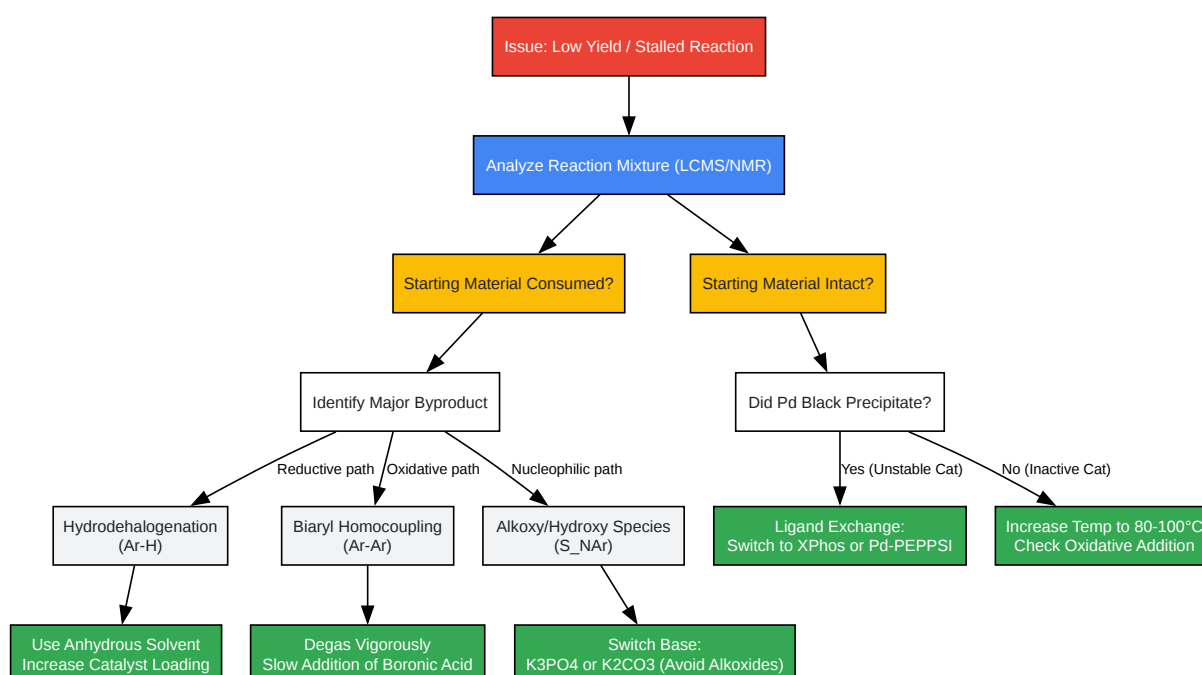 Issue: Low Yield / Stalled Reaction
Analyze Reaction Mixture (LCMS/NMR)
Starting Material Consumed?
Starting Material Intact?
Identify Major Byproduct
Did Pd Black Precipitate?
Reductive path
Oxidative path
Nucleophilic path
Yes (Unstable Cat)
No (Inactive Cat)
Hydrodehalogenation
(Ar-H)
Biaryl Homocoupling
(Ar-Ar)
Alkoxy/Hydroxy Species
(S_NAr)
Ligand Exchange:
Switch to XPhos or Pd-PEPPSI
Increase Temp to 80-100°C
Check Oxidative Addition
Use Anhydrous Solvent
Increase Catalyst Loading
Degas Vigorously
Slow Addition of Boronic Acid
Switch Base:
K3PO4 or K2CO3 (Avoid Alkoxides)